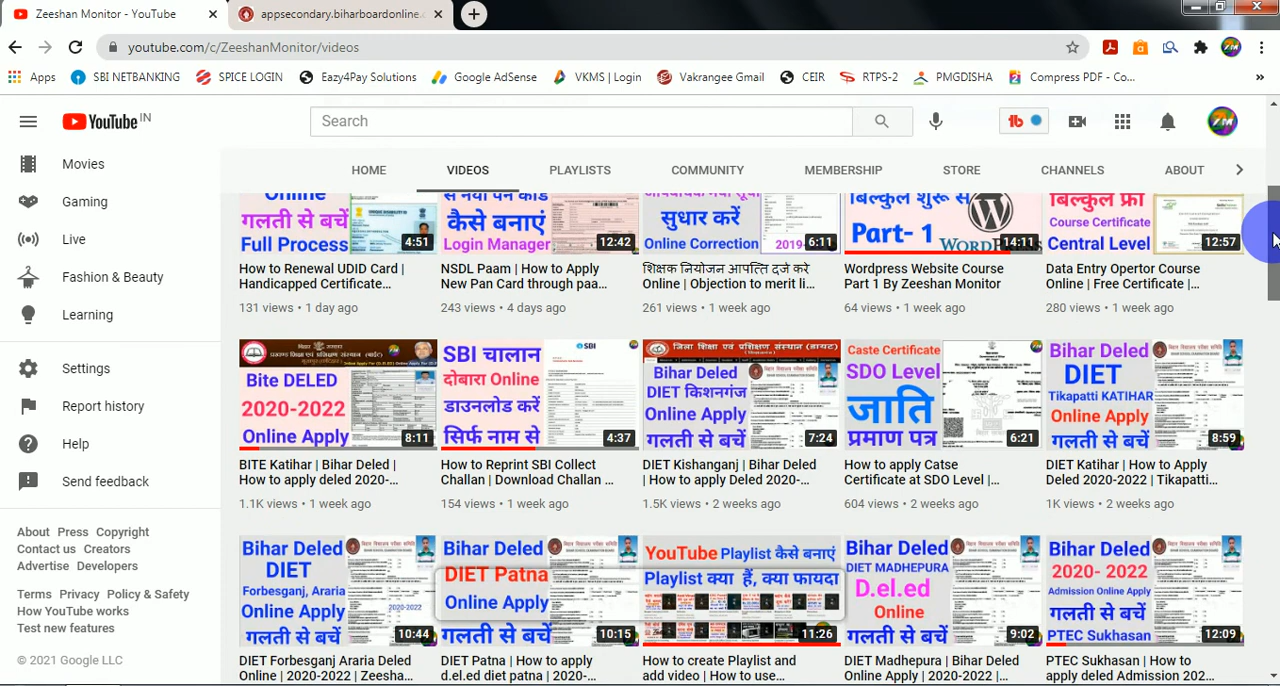 Zeeshan Monitor - YouTube
appsecondary.biharboardonline.
youtube.com/c/ZeeshanMonitor/videos
Apps SBI NETBANKING SPICE LOGIN Eazy4Pay Solutions Google AdSense VKMS | Login Vakrangee Gmail CEIR RTPS-2 PMGDISHA Compress PDF - Co... »
YouTube IN
Search
Movies
Gaming
Live
Fashion & Beauty
Learning
Settings
Report history
Help
Send feedback
About Press Copyright
Contact us Creators
Advertise Developers
Terms Privacy Policy & Safety
How YouTube works
Test new features
© 2021 Google LLC
HOME VIDEOS PLAYLISTS COMMUNITY MEMBERSHIP STORE CHANNELS ABOUT
Online
गलती से बचें
Full Process
4:51
How to Renewal UDID Card |
Handicapped Certificate...
131 views • 1 day ago
से नया पेन कार्ड
कैसे बनाएं
Login Manager
12:42
NSDL Paam | How to Apply
New Pan Card through paa...
243 views • 4 days ago
सुधार करें
Online Correction
2019-
6:11
शिक्षक नियोजन आपत्ति दर्ज करे
Online | Objection to merit li...
261 views • 1 week ago
बिल्कुल शुरू से
Part- 1
14:11
Wordpress Website Course
Part 1 By Zeeshan Monitor
64 views • 1 week ago
बिल्कुल फ्री
Course Certificate
Central Level
12:57
Data Entry Opertor Course
Online | Free Certificate |...
280 views • 1 week ago
Bite DELED
2020-2022
Online Apply
8:11
BITE Katihar | Bihar Deled |
How to apply deled 2020-...
1.1K views • 1 week ago
SBI चालान
दोबारा Online
डाउनलोड करें
सिर्फ नाम से
SBI
4:37
How to Reprint SBI Collect
Challan | Download Challan ...
154 views • 1 week ago
जिला शिक्षा एवं प्रशिक्षण संस्थान (डायट)
Bihar Deled
DIET किशनगंज
Online Apply
गलती से बचें
7:24
DIET Kishanganj | Bihar Deled
| How to apply Deled 2020-...
1.5K views • 2 weeks ago
Caste Certificate
SDO Level
जाति
प्रमाण पत्र
6:21
How to apply Catse
Certificate at SDO Level |...
604 views • 2 weeks ago
Bihar Deled
DIET
Tikapatti KATIHAR
Online Apply
गलती से बचें
8:59
DIET Katihar | How to Apply
Deled 2020-2022 | Tikapatti...
1K views • 2 weeks ago
Bihar Deled
DIET
Forbesganj, Araria
Online Apply
गलती से बचें
2020-2022
10:44
DIET Forbesganj Araria Deled
Online | 2020-2022 | Zeesha...
Bihar Deled
DIET Patna
Online Apply
गलती से बचें
10:15
DIET Patna | How to apply
d.el.ed diet patna | 2020-...
YouTube Playlist कैसे बनाएं
Playlist क्या हैं, क्या फायदा
11:26
How to create Playlist and
add video | How to use...
Bihar Deled
DIET MADHEPURA
D.el.ed
Online
9:02
DIET Madhepura | Bihar Deled
Online Apply | 2020-2022 |...
Bihar Deled
2020- 2022
Admission Online Apply
गलती से बचें
PTEC Sukhasan
12:09
PTEC Sukhasan | How to
apply deled Admission 202...